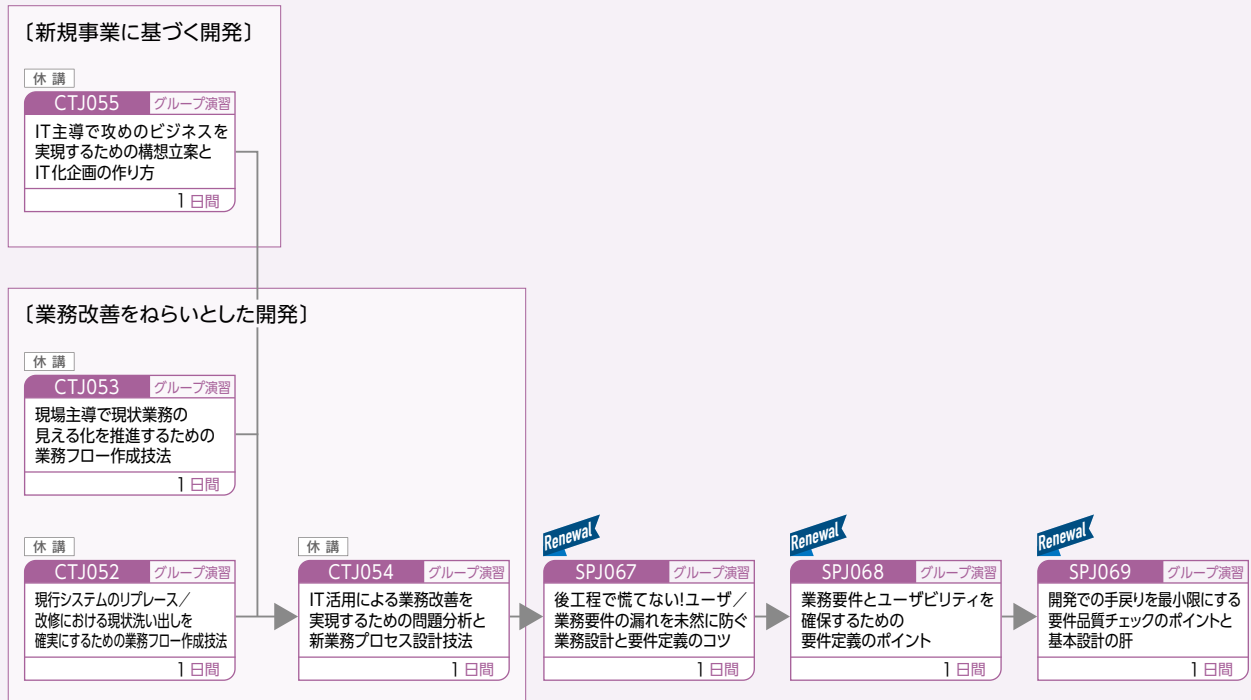 〔新規事業に基づく開発〕
休講
CTJ055 グループ演習
IT主導で攻めのビジネスを
実現するための構想立案と
IT化企画の作り方
1日間
〔業務改善をねらいとした開発〕
休講
CTJ053 グループ演習
現場主導で現状業務の
見える化を推進するための
業務フロー作成技法
1日間
休講
CTJ052 グループ演習
現行システムのリプレース／
改修における現状洗い出しを
確実にするための業務フロー作成技法
1日間
休講
CTJ054 グループ演習
IT活用による業務改善を
実現するための問題分析と
新業務プロセス設計技法
1日間
Renewal
SPJ067 グループ演習
後工程で慌てない!ユーザ／
業務要件の漏れを未然に防ぐ
業務設計と要件定義のコツ
1日間
Renewal
SPJ068 グループ演習
業務要件とユーザビリティを
確保するための
要件定義のポイント
1日間
Renewal
SPJ069 グループ演習
開発での手戻りを最小限にする
要件品質チェックのポイントと
基本設計の肝
1日間